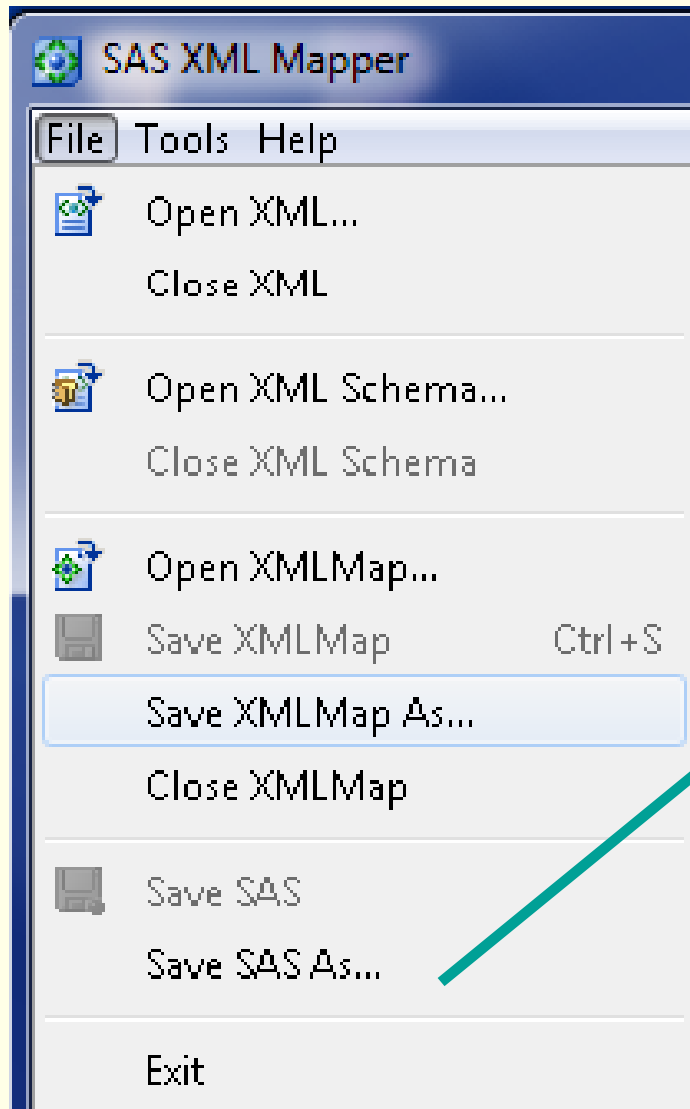 SAS XML Mapper
File Tools Help
Open XML...
Close XML
Open XML Schema...
Close XML Schema
Open XMLMap...
Save XMLMap Ctrl+S
Save XMLMap As...
Close XMLMap
Save SAS
Save SAS As...
Exit